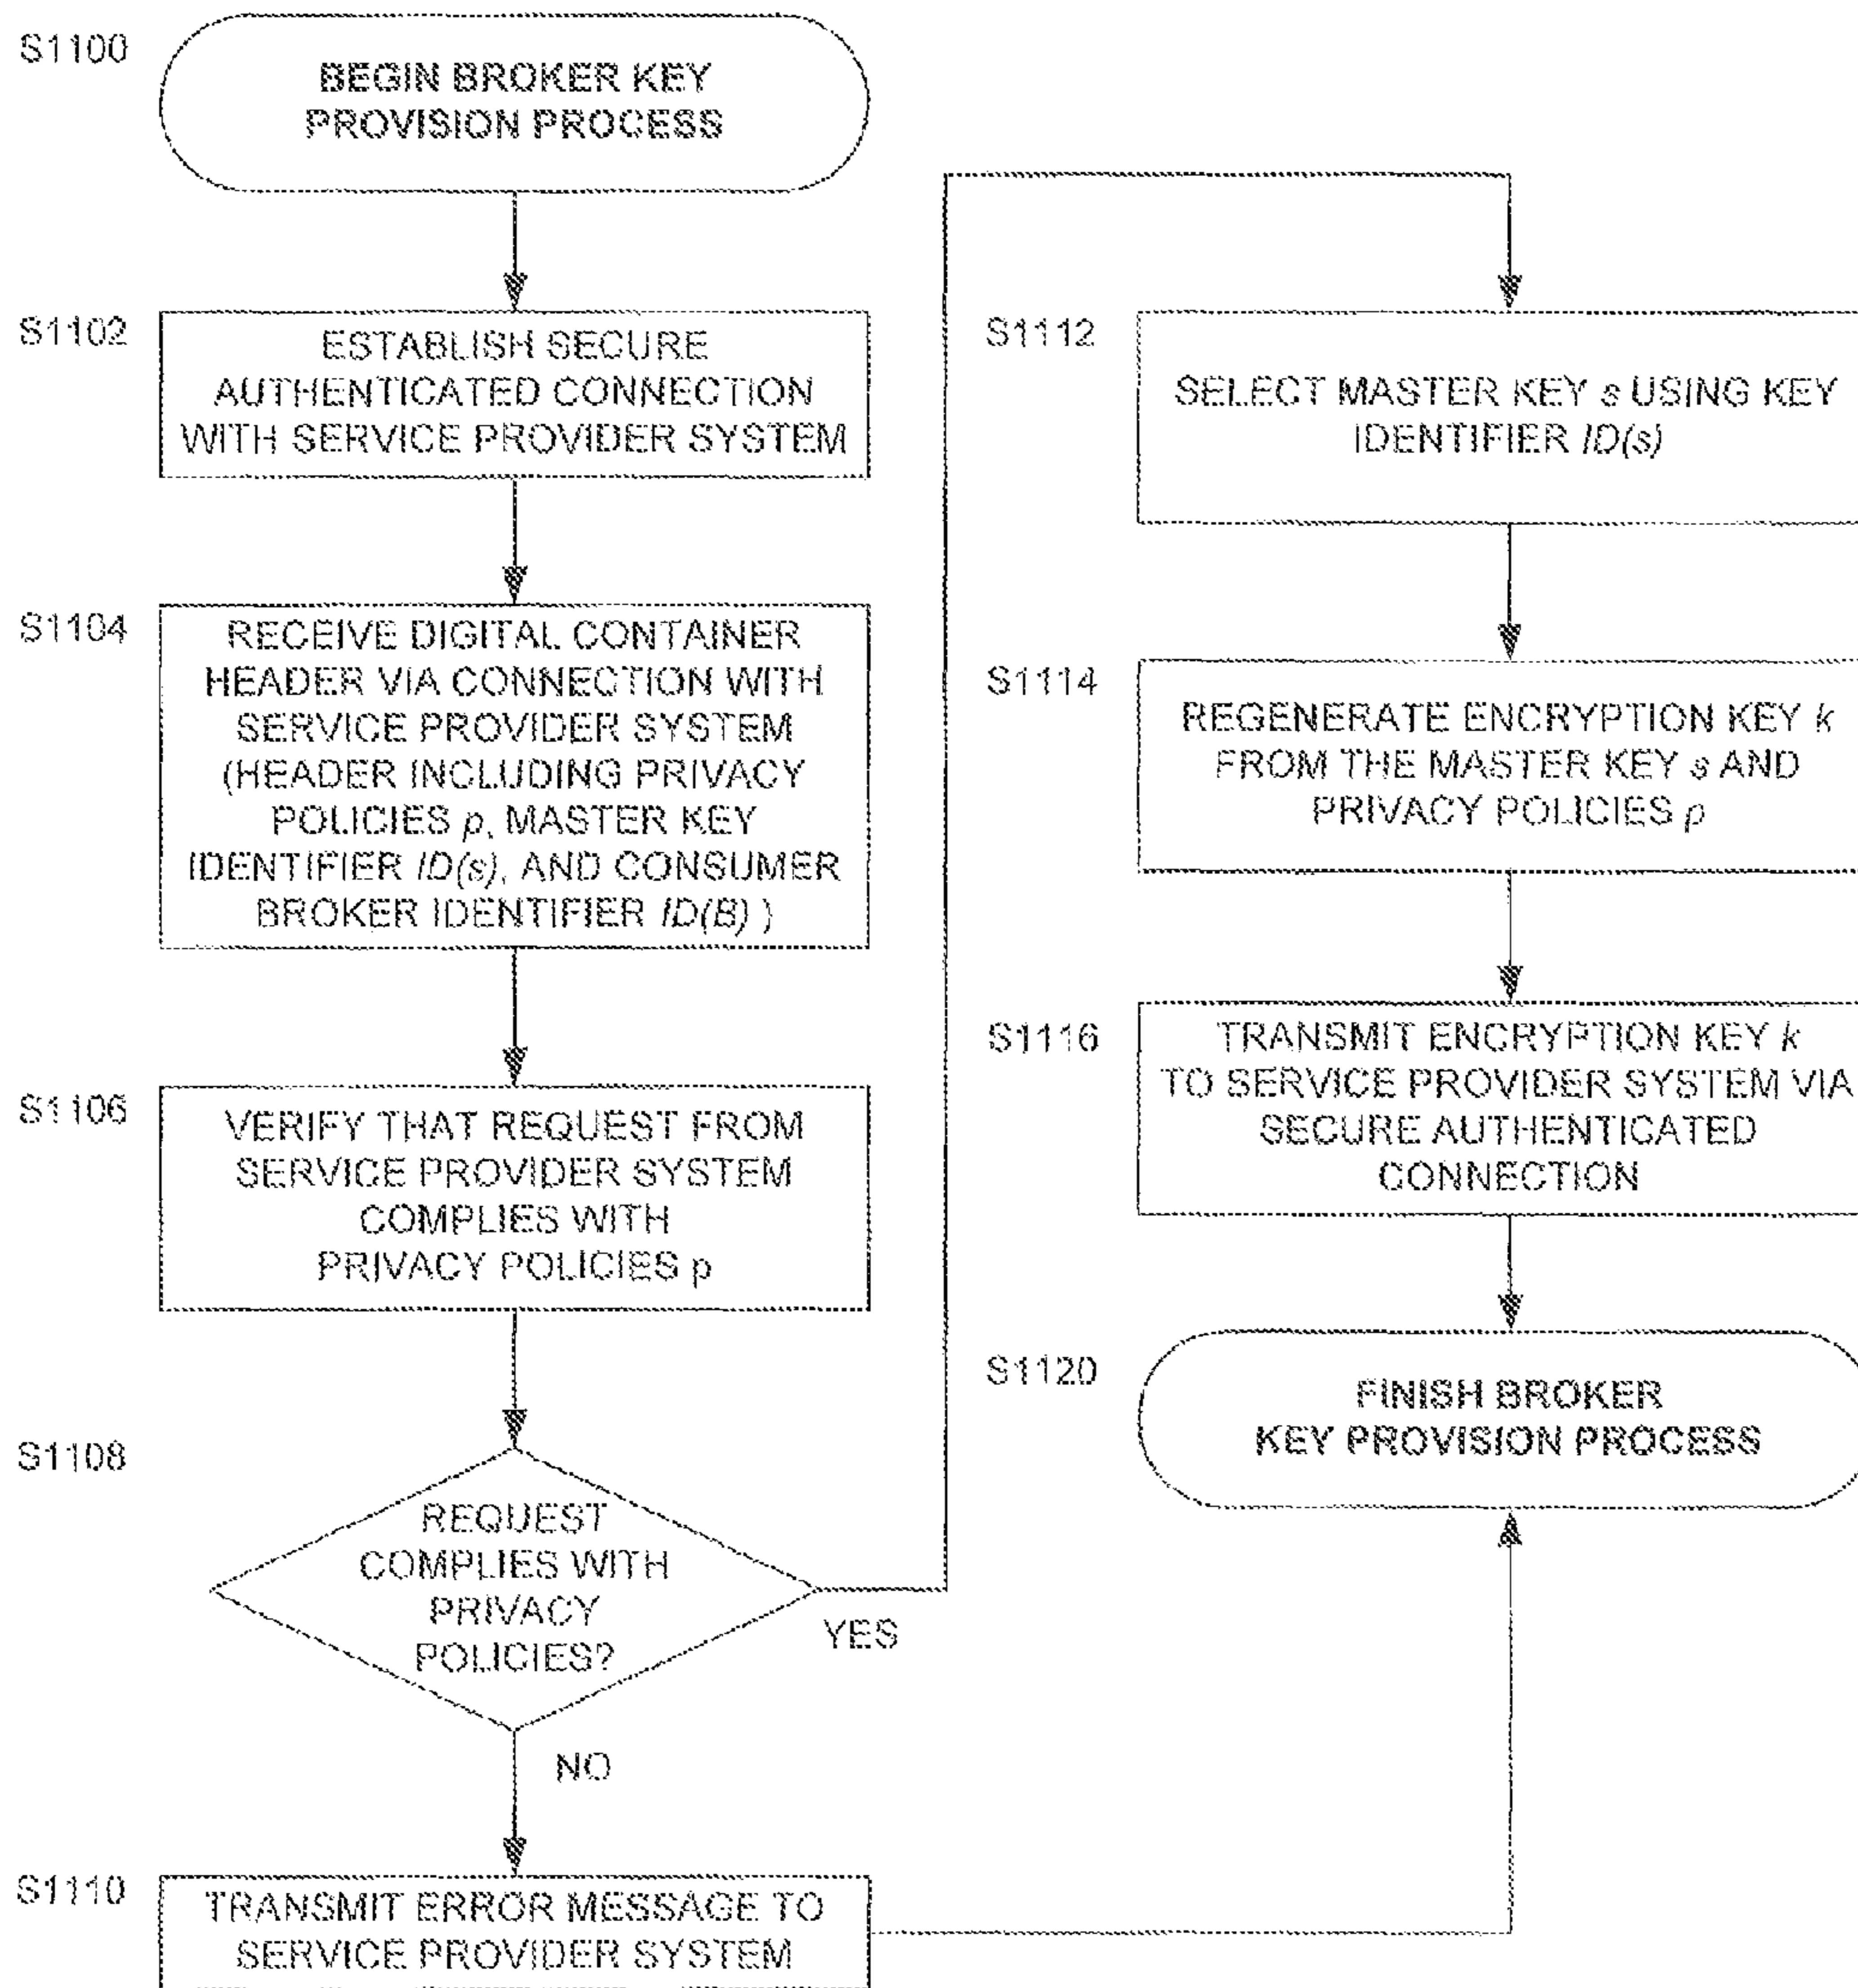 S1100
BEGIN BROKER KEY
PROVISION PROCESS
S1102
ESTABLISH SECURE
AUTHENTICATED CONNECTION
WITH SERVICE PROVIDER SYSTEM
S1104
RECEIVE DIGITAL CONTAINER
HEADER VIA CONNECTION WITH
SERVICE PROVIDER SYSTEM
(HEADER INCLUDING PRIVACY
POLICIES p, MASTER KEY
IDENTIFIER ID(s), AND CONSUMER
BROKER IDENTIFIER ID(B) )
S1106
VERIFY THAT REQUEST FROM
SERVICE PROVIDER SYSTEM
COMPLIES WITH
PRIVACY POLICIES p
S1108
REQUEST
COMPLIES WITH
PRIVACY
POLICIES?
YES
NO
S1110
TRANSMIT ERROR MESSAGE TO
SERVICE PROVIDER SYSTEM
S1112
SELECT MASTER KEY s USING KEY
IDENTIFIER ID(s)
S1114
REGENERATE ENCRYPTION KEY k
FROM THE MASTER KEY s AND
PRIVACY POLICIES p
S1116
TRANSMIT ENCRYPTION KEY k
TO SERVICE PROVIDER SYSTEM VIA
SECURE AUTHENTICATED
CONNECTION
S1120
FINISH BROKER
KEY PROVISION PROCESS